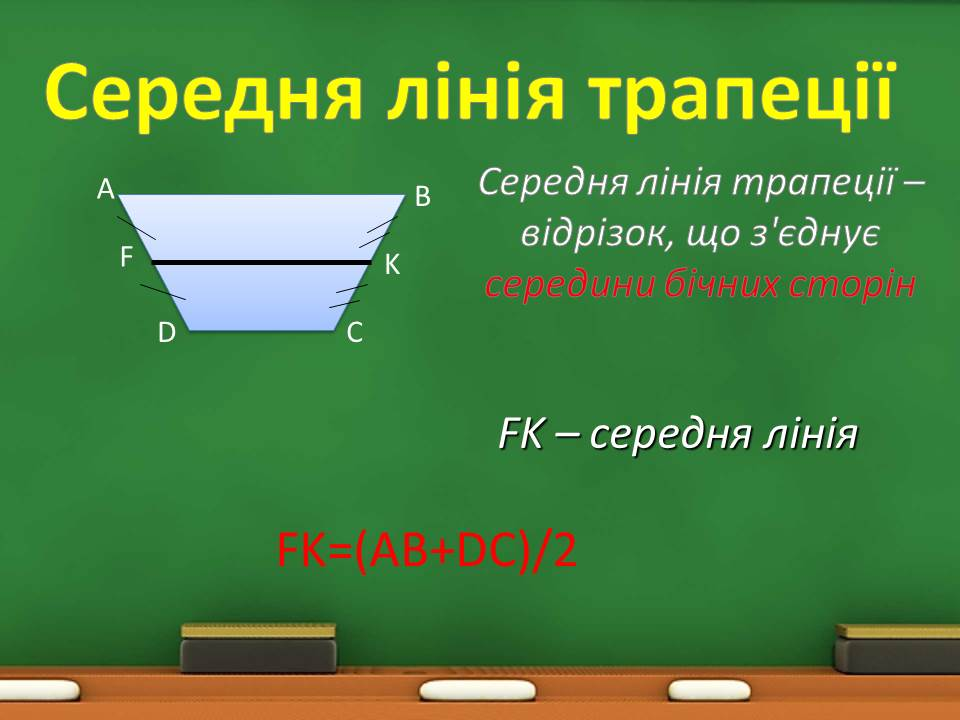 Середня лінія трапеції
A
B
F
K
D
C
Середня лінія трапеції –
відрізок, що з'єднує
середини бічних сторін
FK – середня лінія
FK=(AB+DC)/2